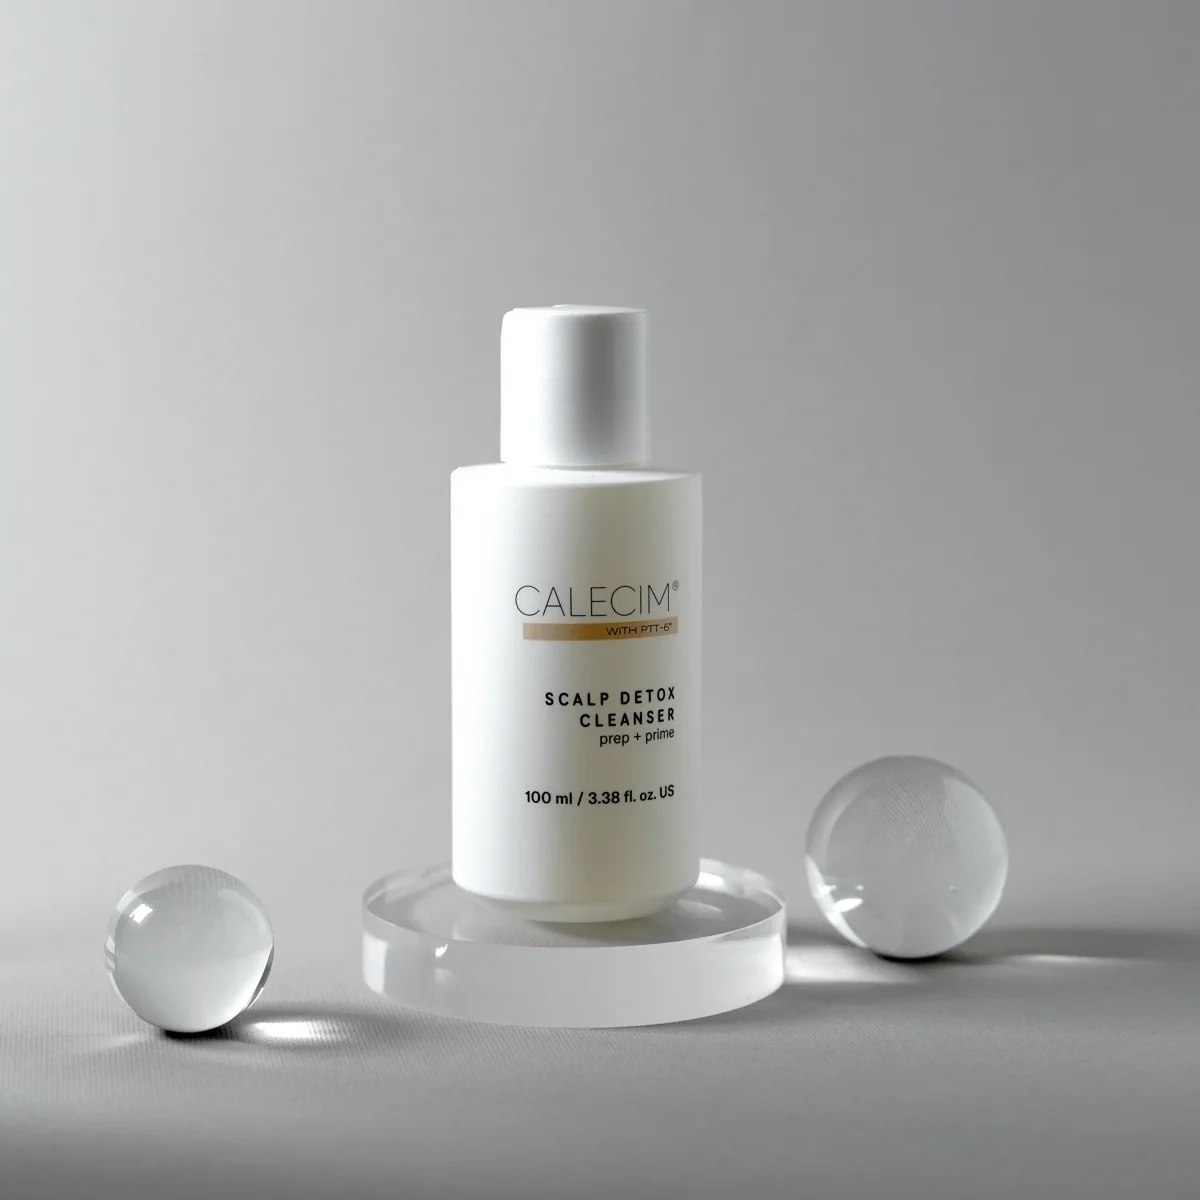 CALECIM®
WITH PTT-6®
SCALP DETOX
CLEANSER
prep + prime
100 ml / 3.38 fl. oz. US